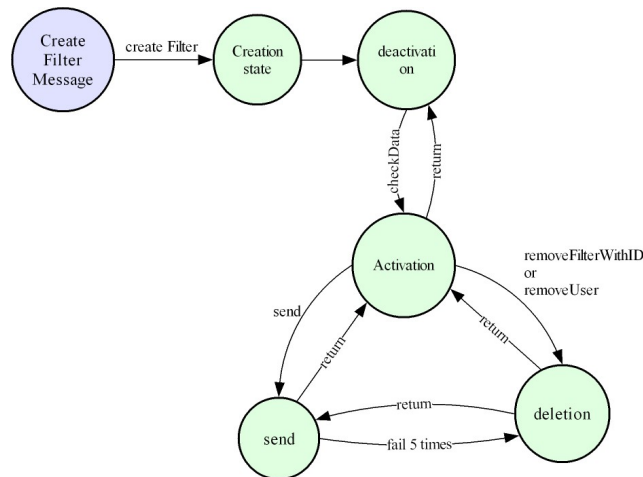 Create
Filter
Message
create Filter
Creation
state
deactivati
on
checkData
return
Activation
removeFilterWithID
or
removeUser
send
return
return
return
send
fail 5 times
deletion